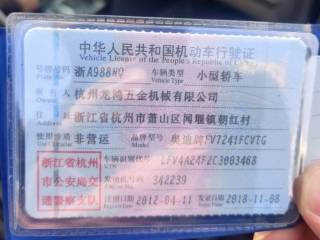 中华人民共和国机动车行驶证
Vehicle License of the People's Republic of China
号牌号码 浙A988NQ 车辆类型 小型轿车
所有人 杭州龙鸿五金机械有限公司
住址 浙江省杭州市萧山区闻堰镇朝红村
使用性质 非营运 品牌型号 奥迪牌FV7241FCVTG
浙江省杭州市公安局交通警察支队
车辆识别代号 LFV4A24F2C3003468
发动机号码 342239
注册日期 2012-04-11 发证日期 2018-11-08